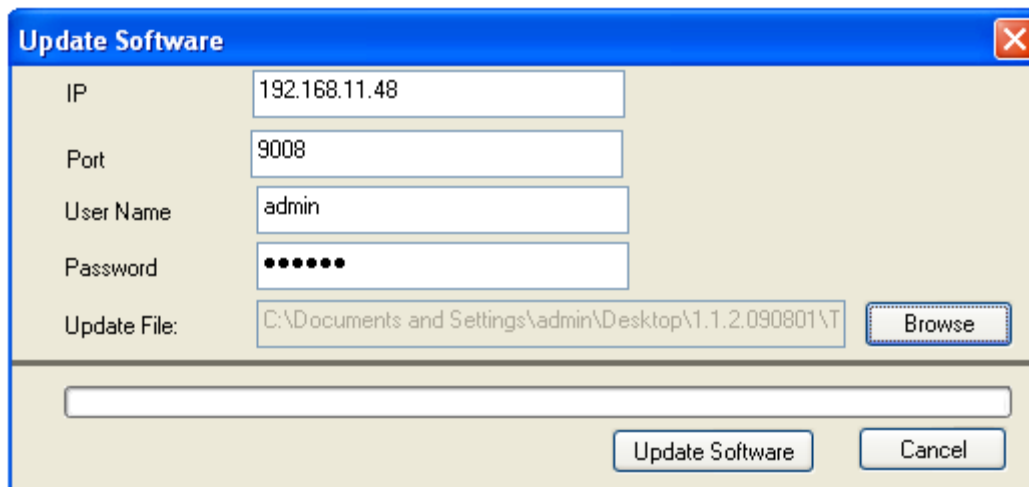 Update Software
IP 192.168.11.48
Port 9008
User Name admin
Password ●●●●●●
Update File: C:\Documents and Settings\admin\Desktop\1.1.2.090801\T Browse
Update Software Cancel